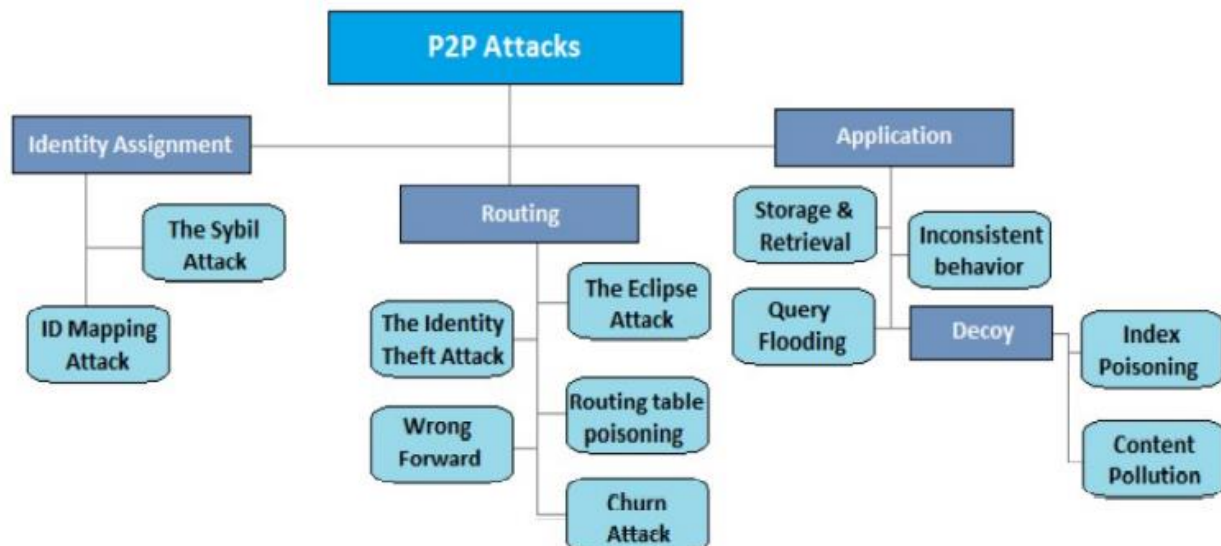 P2P Attacks
Identity Assignment
The Sybil
Attack
ID Mapping
Attack
Routing
The Eclipse
Attack
The Identity
Theft Attack
Routing table
poisoning
Wrong
Forward
Churn
Attack
Application
Storage &
Retrieval
Inconsistent
behavior
Query
Flooding
Decoy
Index
Poisoning
Content
Pollution